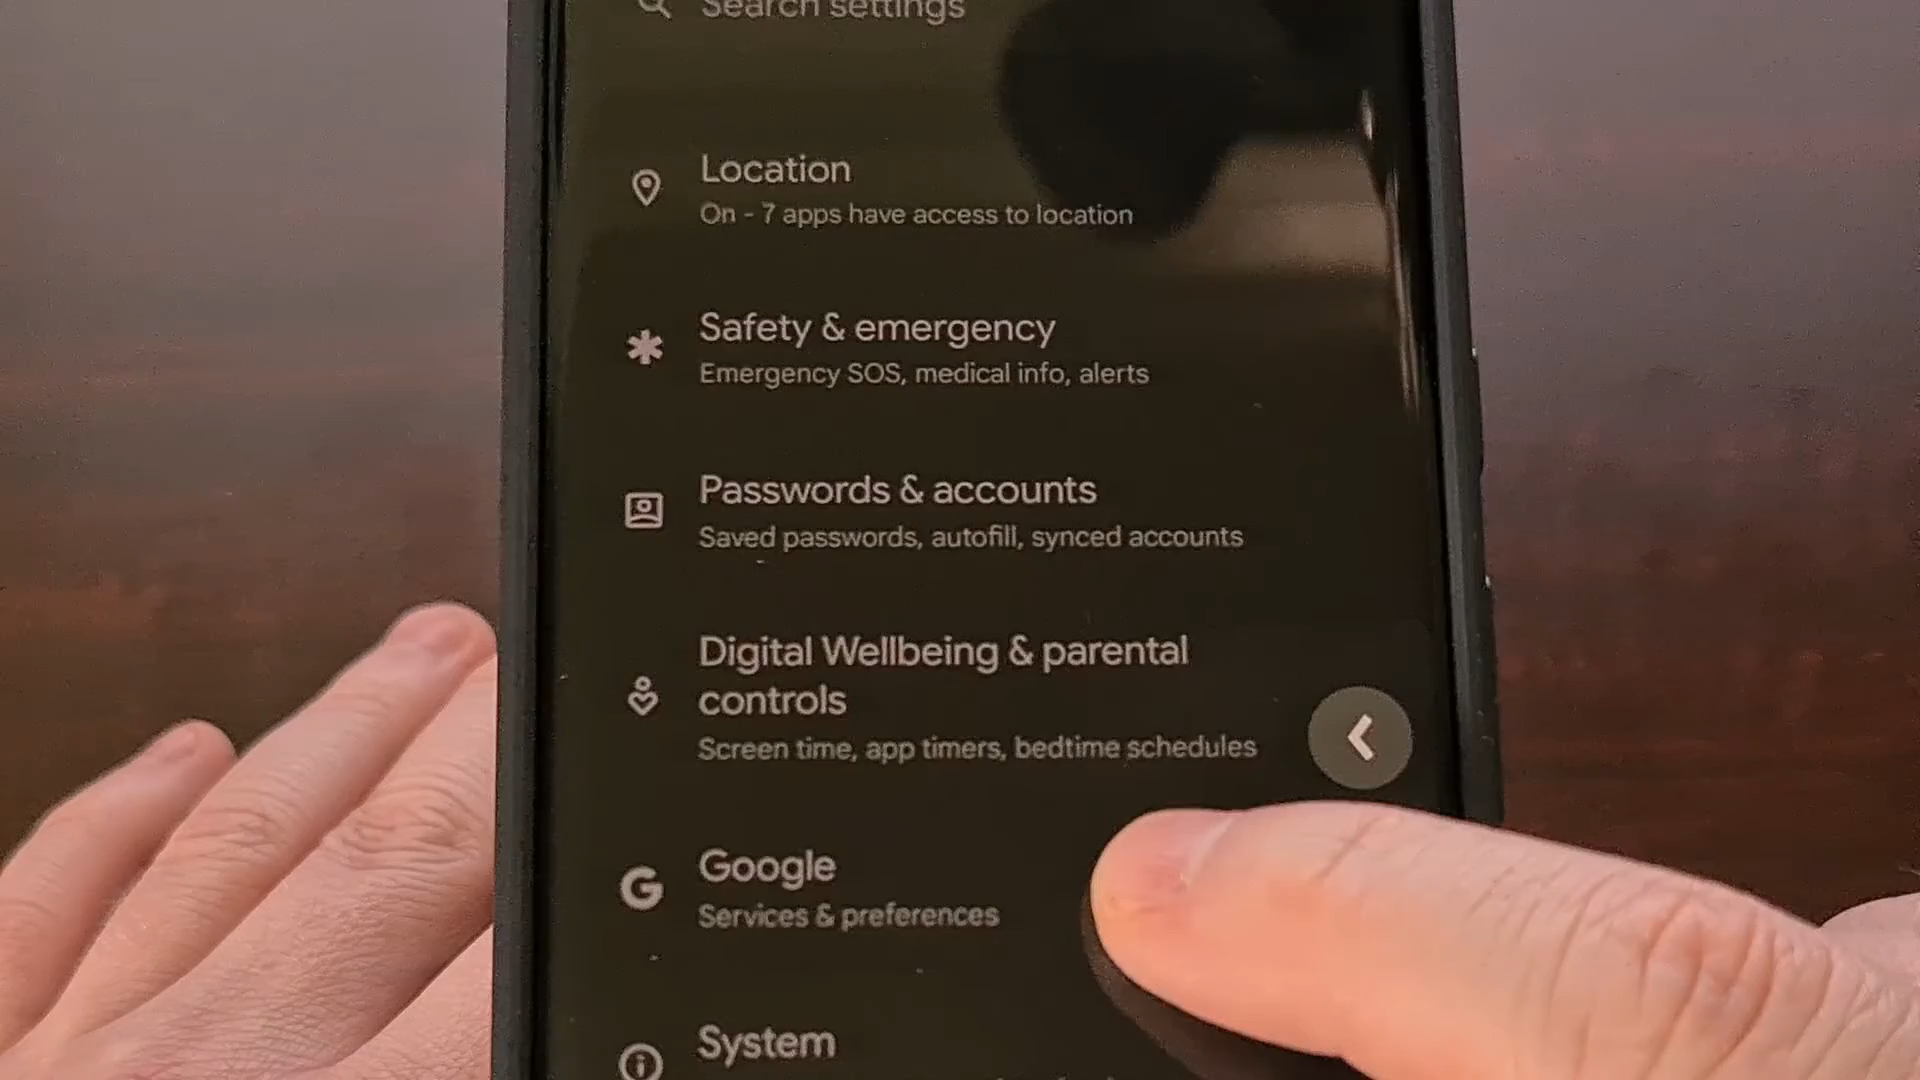 Search settings
Location
On - 7 apps have access to location
Safety & emergency
Emergency SOS, medical info, alerts
Passwords & accounts
Saved passwords, autofill, synced accounts
Digital Wellbeing & parental
controls
Screen time, app timers, bedtime schedules
Google
Services & preferences
System